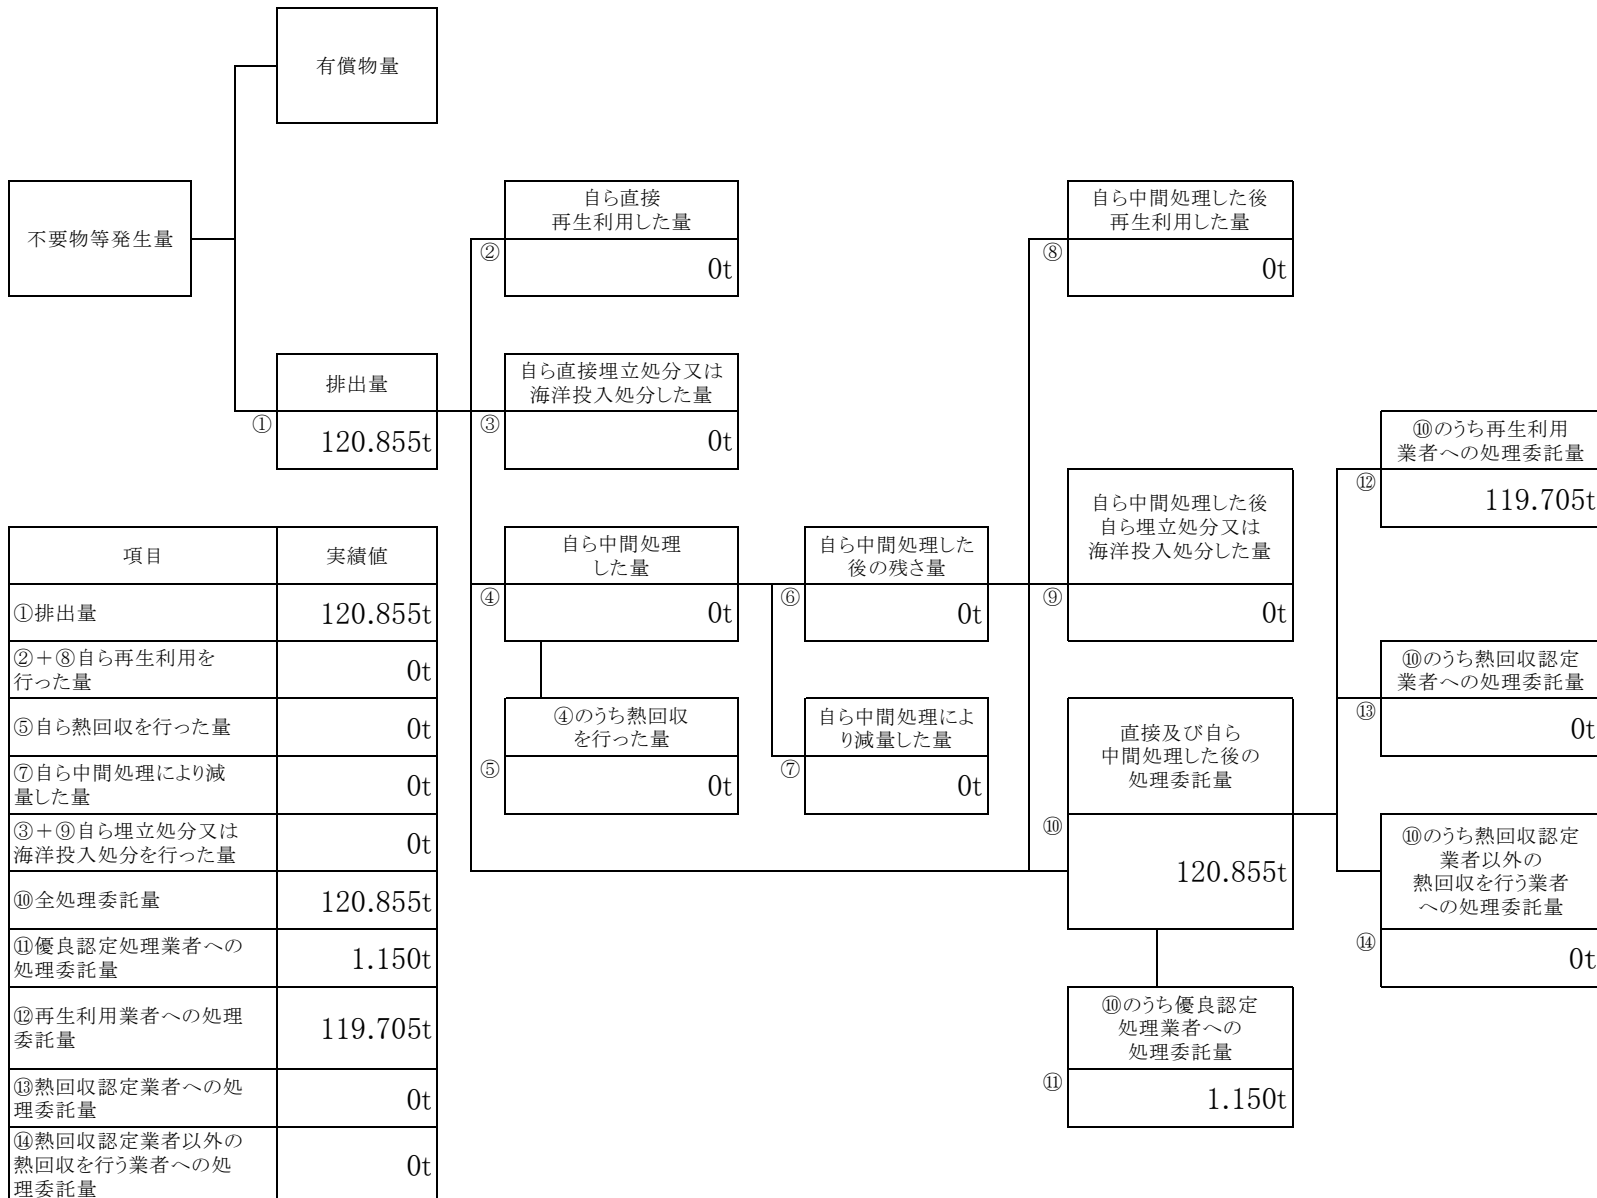 有償物量
不要物等発生量
自ら直接
再生利用した量
②
0t
自ら中間処理した後
再生利用した量
⑧
0t
排出量
①
120.855t
自ら直接埋立処分又は
海洋投入処分した量
③
0t
⑩のうち再生利用
業者への処理委託量
⑫
119.705t
自ら中間処理
した量
④
0t
自ら中間処理した
後の残さ量
⑥
0t
自ら中間処理した後
自ら埋立処分又は
海洋投入処分した量
⑨
0t
⑩のうち熱回収認定
業者への処理委託量
⑬
0t
④のうち熱回収
を行った量
⑤
0t
自ら中間処理によ
り減量した量
⑦
0t
直接及び自ら
中間処理した後の
処理委託量
⑩
120.855t
⑩のうち熱回収認定
業者以外の
熱回収を行う業者
への処理委託量
⑭
0t
⑩のうち優良認定
処理業者への
処理委託量
⑪
1.150t
項目 実績値
①排出量 120.855t
②+⑧自ら再生利用を
行った量 0t
⑤自ら熱回収を行った量 0t
⑦自ら中間処理により減
量した量 0t
③+⑨自ら埋立処分又は
海洋投入処分を行った量 0t
⑩全処理委託量 120.855t
⑪優良認定処理業者への
処理委託量 1.150t
⑫再生利用業者への処理
委託量 119.705t
⑬熱回収認定業者への処
理委託量 0t
⑭熱回収認定業者以外の
熱回収を行う業者への処
理委託量 0t